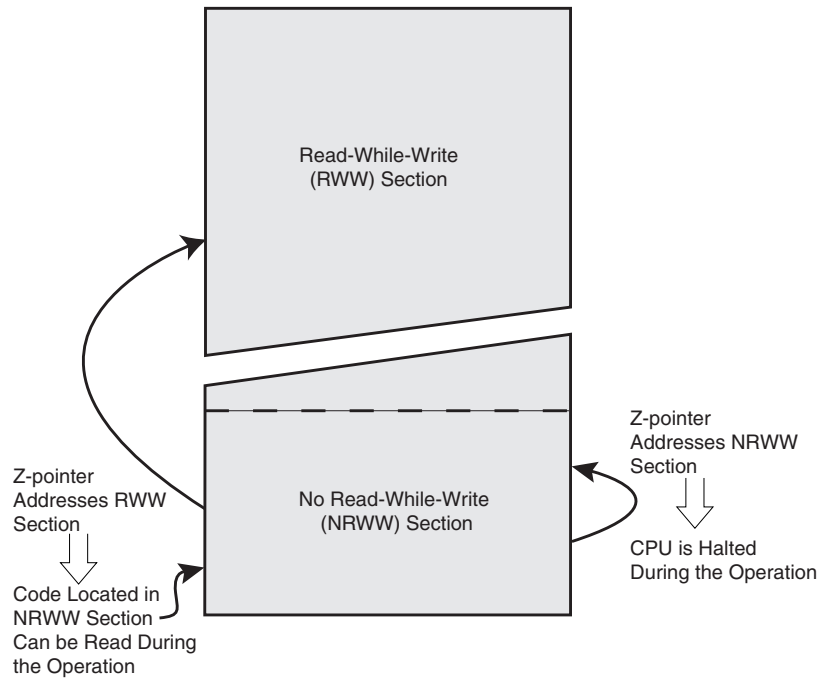 Read-While-Write
(RWW) Section
Z-pointer
Addresses NRWW
Section
CPU is Halted
During the Operation
No Read-While-Write
(NRWW) Section
Z-pointer
Addresses RWW
Section
Code Located in
NRWW Section
Can be Read During
the Operation